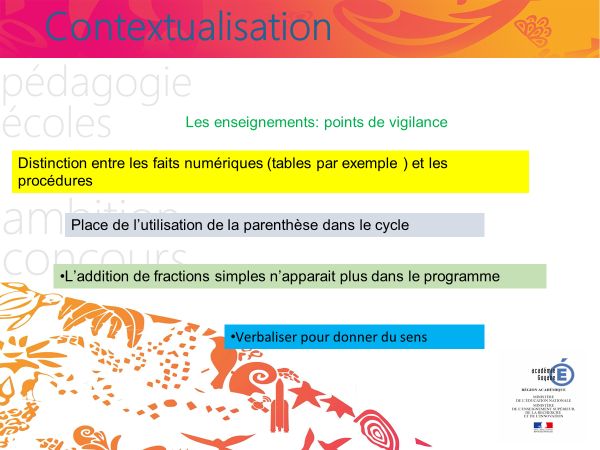 Contextualisation
pédagogie
écoles
Les enseignements: points de vigilance
Distinction entre les faits numériques (tables par exemple ) et les
procédures
ambition
Place de l’utilisation de la parenthèse dans le cycle
concours
•L’addition de fractions simples n’apparait plus dans le programme
•Verbaliser pour donner du sens
académie
Guyane
RÉGION ACADÉMIQUE
MINISTÈRE
DE L'ÉDUCATION NATIONALE
MINISTÈRE
DE L'ENSEIGNEMENT SUPÉRIEUR,
DE LA RECHERCHE
ET DE L'INNOVATION